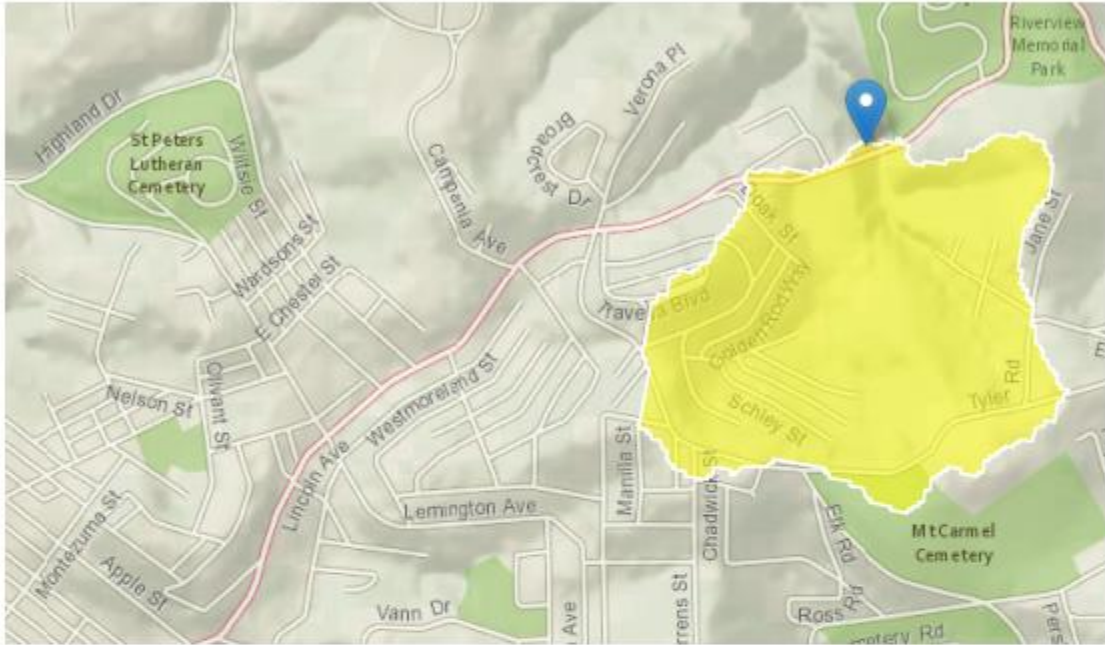 Riverview
Memorial
Park
Highland Dr
St Peters
Lutheran
Cemetery
Wiltsie St
Verona Pl
Broadcrest
Dr
Campania Ave
Wardsons St
E Chester St
Jane St
Blvd
Golden Rod Way
Nelson St
Olivant St
Westmoreland St
Schley St
Tyler Rd
E
Manilla St
Chadwick St
Lincoln Ave
Lemington Ave
Montezuma St
Apple St
Elk Rd
Mt Carmel
Cemetery
Vann Dr
Ave
Ross Rd